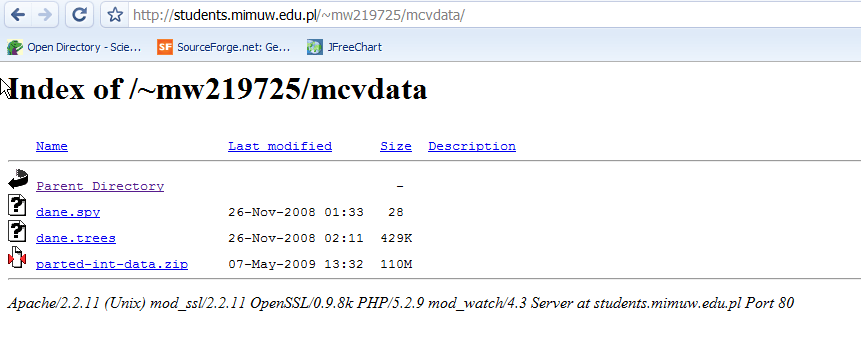 http://students.mimuw.edu.pl/~mw219725/mcvdata/
Open Directory - Scie... SF SourceForge.net: Ge... JFreeChart
Index of /~mw219725/mcvdata
Name Last modified Size Description
Parent Directory -
? dane.spy 26-Nov-2008 01:33 28
? dane.trees 26-Nov-2008 02:11 429K
parted-int-data.zip 07-May-2009 13:32 110M
Apache/2.2.11 (Unix) mod_ssl/2.2.11 OpenSSL/0.9.8k PHP/5.2.9 mod_watch/4.3 Server at students.mimuw.edu.pl Port 80